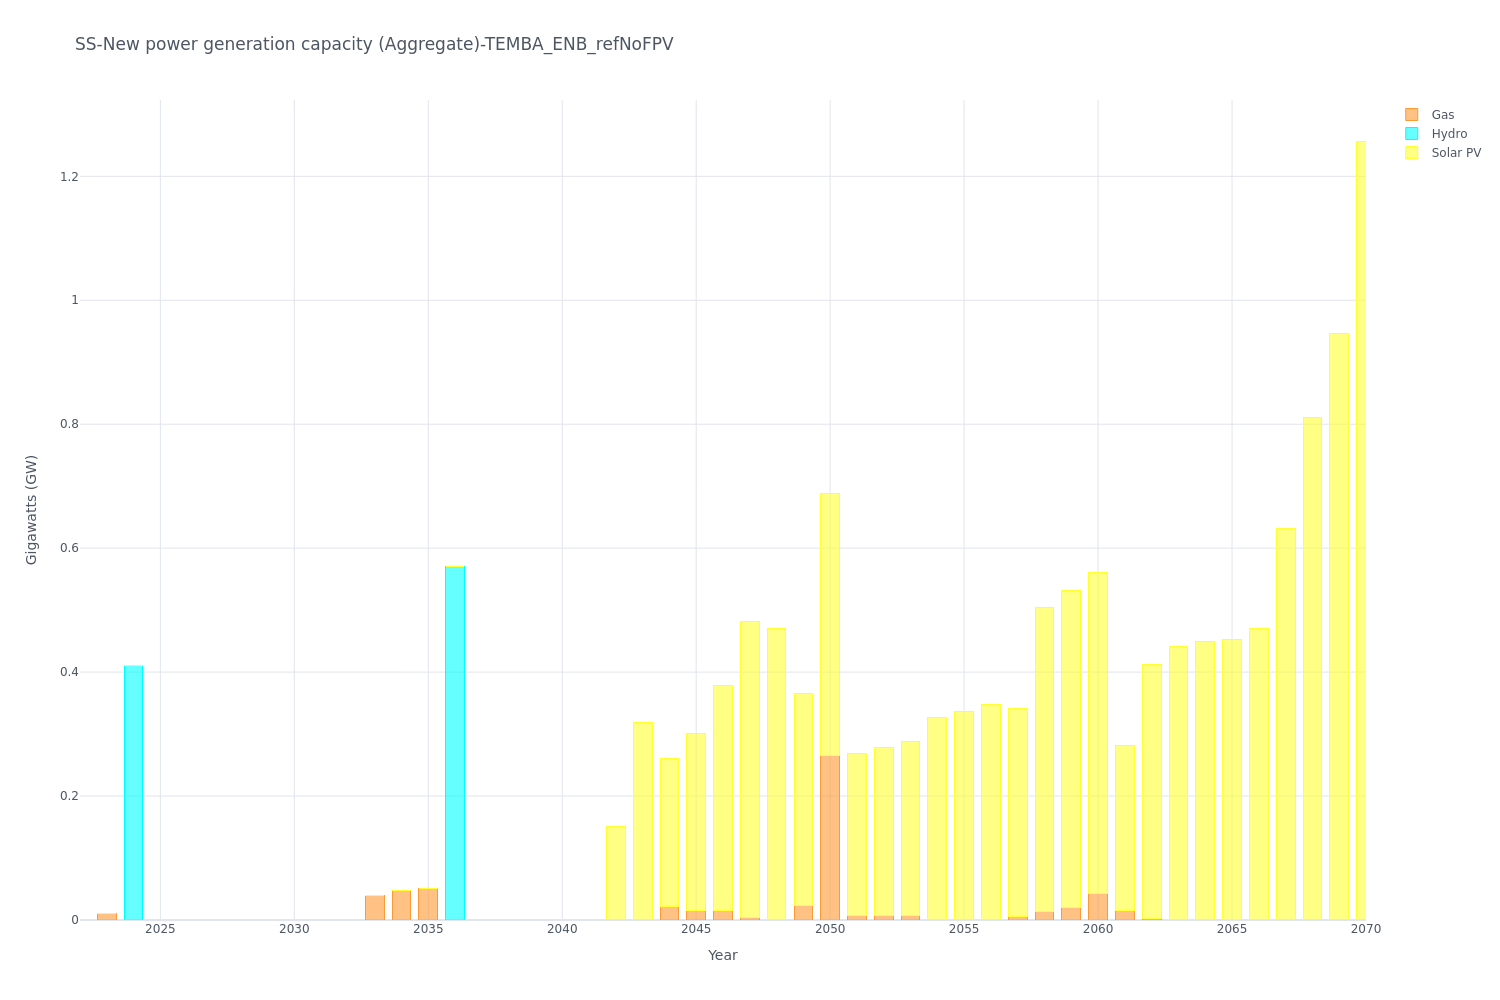 SS-New power generation capacity (Aggregate)-TEMBA_ENB_refNoFPV
Gas
Hydro
Solar PV
1.2
1
0.8
0.6
0.4
0.2
0
Gigawatts (GW)
2025 2030 2035 2040 2045 2050 2055 2060 2065 2070
Year